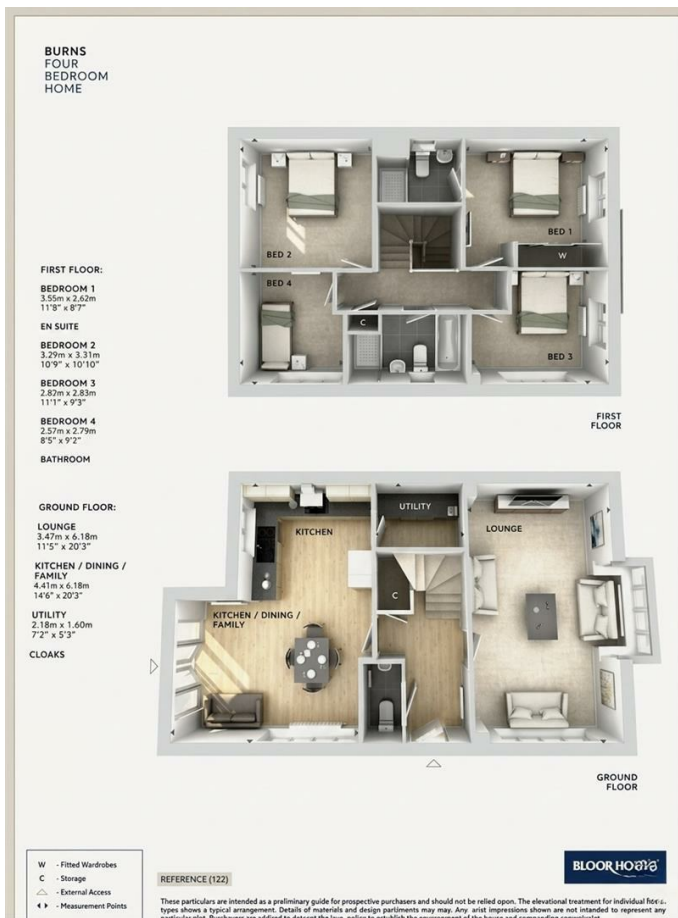 BURNS
FOUR
BEDROOM
HOME
FIRST FLOOR:
BEDROOM 1
3.55m x 2,62m
11'8" x 8'7"
EN SUITE
BEDROOM 2
3.29m x 3.31m
10'9" x 10'10"
BEDROOM 3
2.82m x 2.83m
11'1" x 9'3"
BEDROOM 4
2.57m x 2.79m
8'5" x 9'2"
BATHROOM
BED 2
BED 1
W
BED 4
C
BED 3
FIRST
FLOOR
GROUND FLOOR:
LOUNGE
3.47m x 6.18m
11'5" x 20'3"
KITCHEN / DINING /
FAMILY
4.41m x 6.18m
14'6" x 20'3"
UTILITY
2.18m x 1.60m
7'2" x 5'3"
CLOAKS
KITCHEN
UTILITY
LOUNGE
C
KITCHEN / DINING /
FAMILY
GROUND
FLOOR
W - Fitted Wardrobes
C - Storage
- External Access
- Measurement Points
REFERENCE (122)
BLOOR
These particulars are intended as a preliminary guide for prospective purchasers and should not be relied upon. The elevational treatment for individual
types shows a typical arrangement. Details of materials and design may may. Any arist impressions shown are not intended to represent any